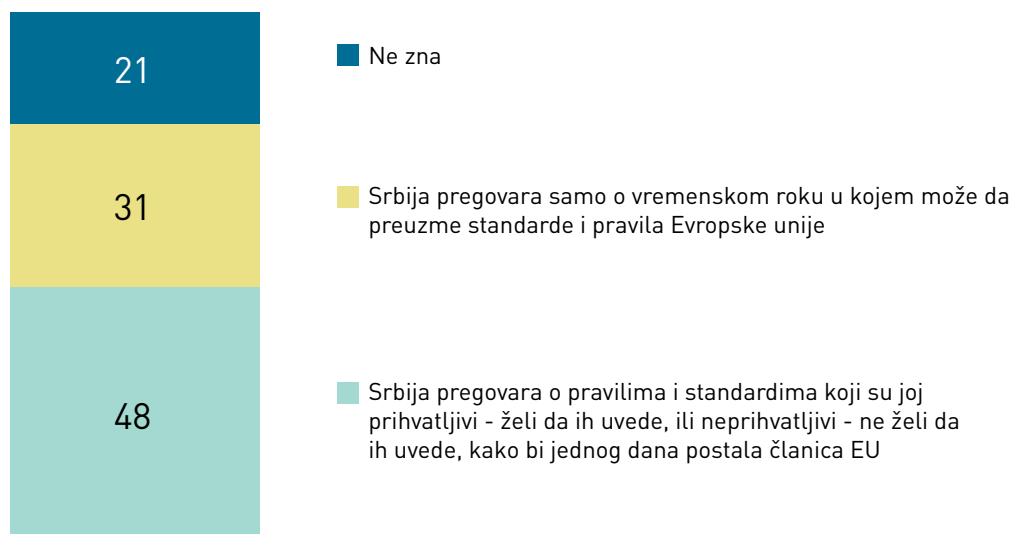 21
Ne zna
31
Srbija pregovara samo o vremenskom roku u kojem može da
preuzme standarde i pravila Evropske unije
48
Srbija pregovara o pravilima i standardima koji su joj
prihvatljivi - želi da ih uvede, ili neprihvatljivi - ne želi da
ih uvede, kako bi jednog dana postala članica EU